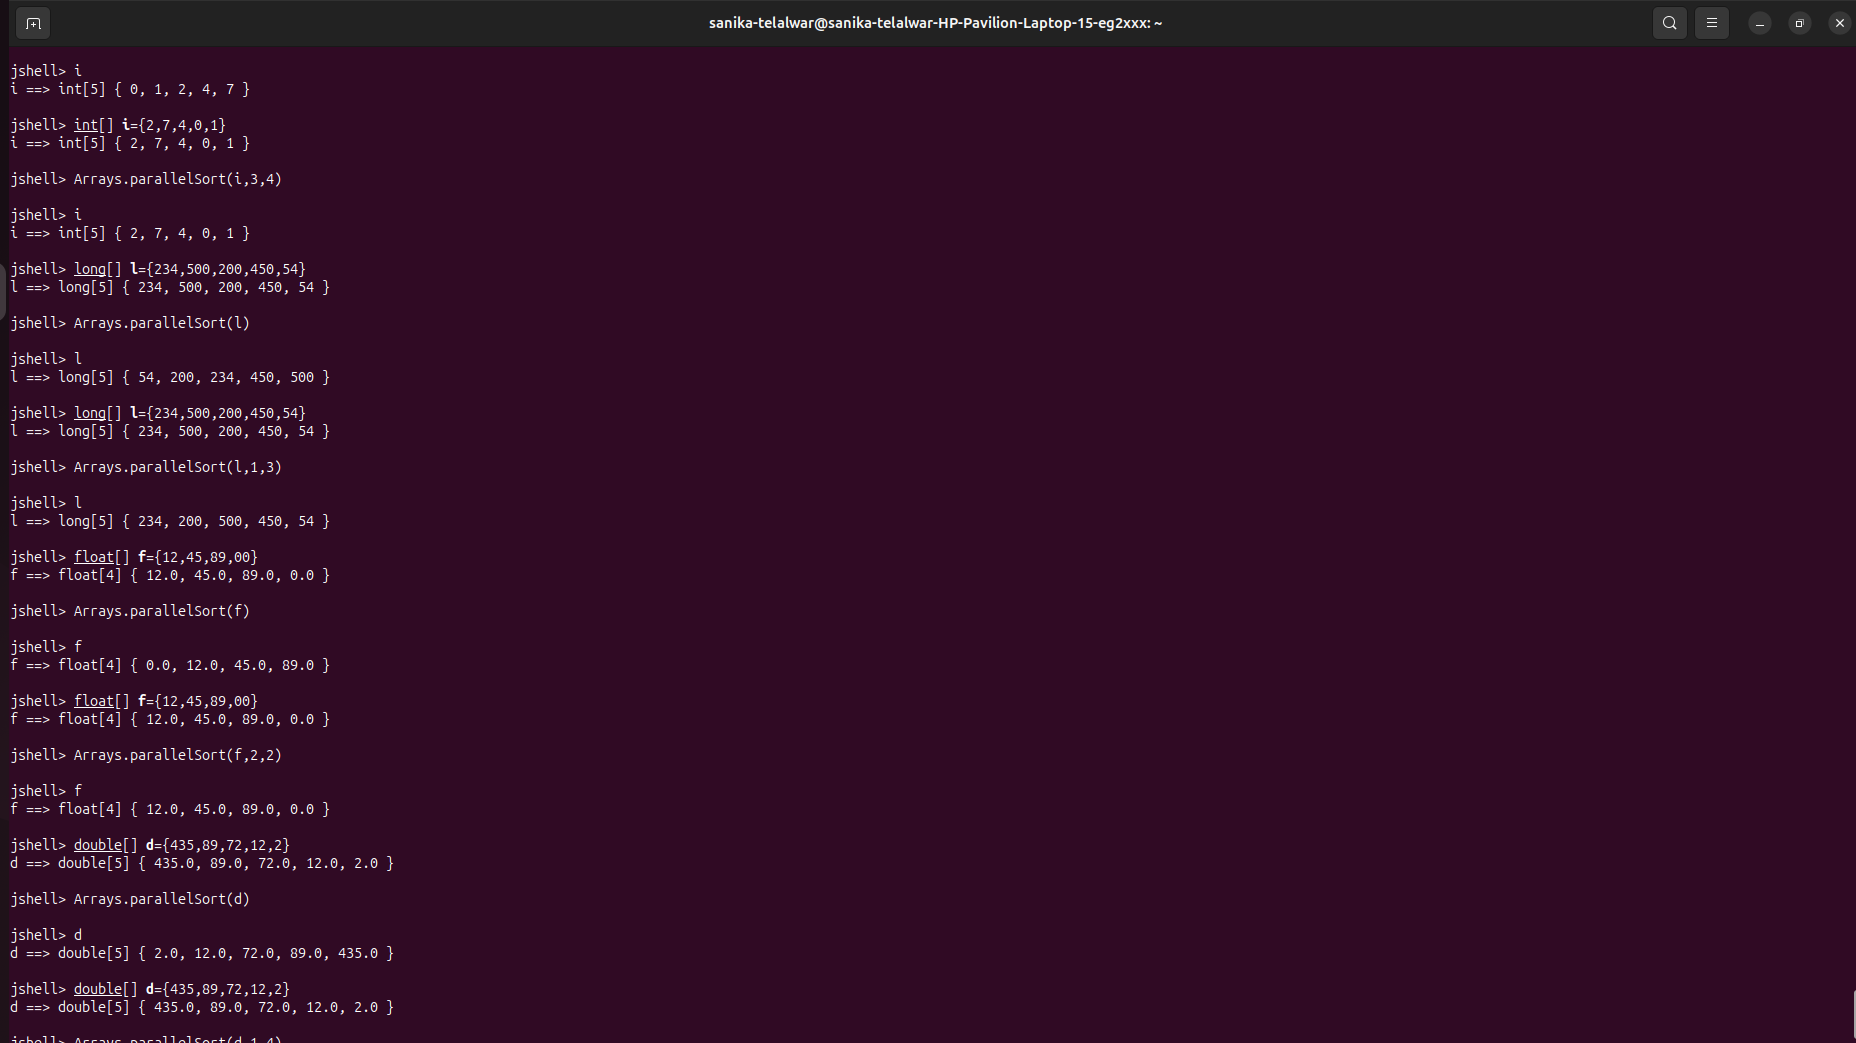 sanika-telalwar@sanika-telalwar-HP-Pavilion-Laptop-15-eg2xxx: ~
jshell> i
i ==> int[5] { 0, 1, 2, 4, 7 }
jshell> int[] i={2,7,4,0,1}
i ==> int[5] { 2, 7, 4, 0, 1 }
jshell> Arrays.parallelSort(i,3,4)
jshell> i
i ==> int[5] { 2, 7, 4, 0, 1 }
jshell> long[] l={234,500,200,450,54}
l ==> long[5] { 234, 500, 200, 450, 54 }
jshell> Arrays.parallelSort(l)
jshell> l
l ==> long[5] { 54, 200, 234, 450, 500 }
jshell> long[] l={234,500,200,450,54}
l ==> long[5] { 234, 500, 200, 450, 54 }
jshell> Arrays.parallelSort(l,1,3)
jshell> l
l ==> long[5] { 234, 200, 500, 450, 54 }
jshell> float[] f={12,45,89,00}
f ==> float[4] { 12.0, 45.0, 89.0, 0.0 }
jshell> Arrays.parallelSort(f)
jshell> f
f ==> float[4] { 0.0, 12.0, 45.0, 89.0 }
jshell> float[] f={12,45,89,00}
f ==> float[4] { 12.0, 45.0, 89.0, 0.0 }
jshell> Arrays.parallelSort(f,2,2)
jshell> f
f ==> float[4] { 12.0, 45.0, 89.0, 0.0 }
jshell> double[] d={435,89,72,12,2}
d ==> double[5] { 435.0, 89.0, 72.0, 12.0, 2.0 }
jshell> Arrays.parallelSort(d)
jshell> d
d ==> double[5] { 2.0, 12.0, 72.0, 89.0, 435.0 }
jshell> double[] d={435,89,72,12,2}
d ==> double[5] { 435.0, 89.0, 72.0, 12.0, 2.0 }
jshell> Arrays.parallelSort(d,1,4)